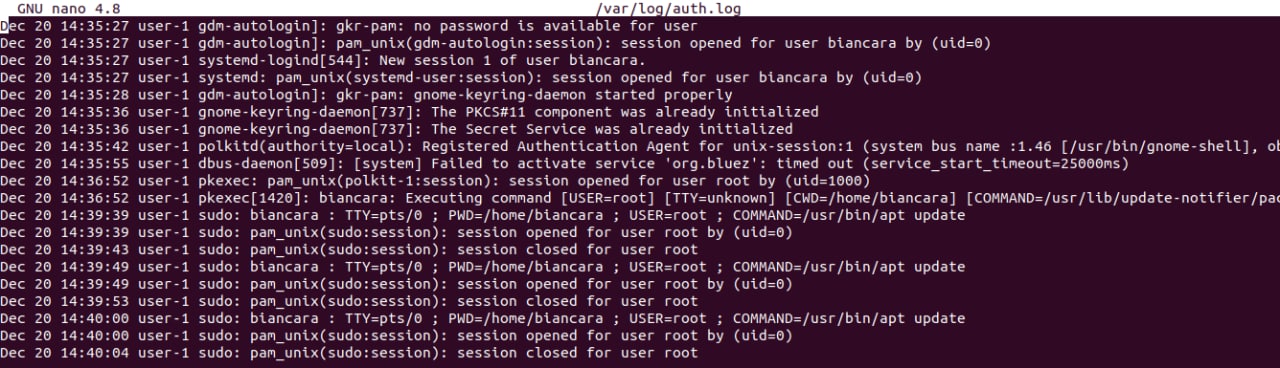 GNU nano 4.8 /var/log/auth.log
Dec 20 14:35:27 user-1 gdm-autologin]: gkr-pam: no password is available for user
Dec 20 14:35:27 user-1 gdm-autologin]: pam_unix(gdm-autologin:session): session opened for user biancara by (uid=0)
Dec 20 14:35:27 user-1 systemd-logind[544]: New session 1 of user biancara.
Dec 20 14:35:27 user-1 systemd: pam_unix(systemd-user:session): session opened for user biancara by (uid=0)
Dec 20 14:35:28 user-1 gdm-autologin]: gkr-pam: gnome-keyring-daemon started properly
Dec 20 14:35:36 user-1 gnome-keyring-daemon[737]: The PKCS#11 component was already initialized
Dec 20 14:35:36 user-1 gnome-keyring-daemon[737]: The Secret Service was already initialized
Dec 20 14:35:42 user-1 polkitd(authority=local): Registered Authentication Agent for unix-session:1 (system bus name :1.46 [/usr/bin/gnome-shell], ob
Dec 20 14:35:55 user-1 dbus-daemon[509]: [system] Failed to activate service 'org.bluez': timed out (service_start_timeout=25000ms)
Dec 20 14:36:52 user-1 pkexec: pam_unix(polkit-1:session): session opened for user root by (uid=1000)
Dec 20 14:36:52 user-1 pkexec[1420]: biancara: Executing command [USER=root] [TTY=unknown] [CWD=/home/biancara] [COMMAND=/usr/lib/update-notifier/pac
Dec 20 14:39:39 user-1 sudo: biancara : TTY=pts/0 ; PWD=/home/biancara ; USER=root ; COMMAND=/usr/bin/apt update
Dec 20 14:39:39 user-1 sudo: pam_unix(sudo:session): session opened for user root by (uid=0)
Dec 20 14:39:43 user-1 sudo: pam_unix(sudo:session): session closed for user root
Dec 20 14:39:49 user-1 sudo: biancara : TTY=pts/0 ; PWD=/home/biancara ; USER=root ; COMMAND=/usr/bin/apt update
Dec 20 14:39:49 user-1 sudo: pam_unix(sudo:session): session opened for user root by (uid=0)
Dec 20 14:39:53 user-1 sudo: pam_unix(sudo:session): session closed for user root
Dec 20 14:40:00 user-1 sudo: biancara : TTY=pts/0 ; PWD=/home/biancara ; USER=root ; COMMAND=/usr/bin/apt update
Dec 20 14:40:00 user-1 sudo: pam_unix(sudo:session): session opened for user root by (uid=0)
Dec 20 14:40:04 user-1 sudo: pam_unix(sudo:session): session closed for user root